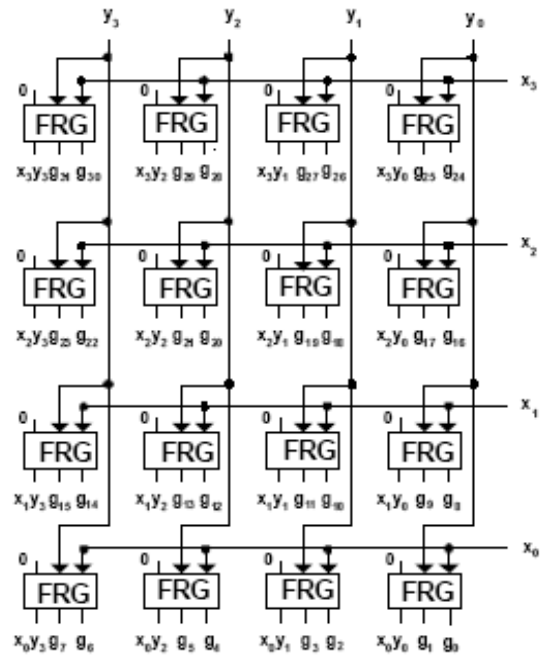 y₃ y₂ y₁ y₀
x₃
0 0 0 0
FRG FRG FRG FRG
x₃y₃ g₃₁ g₃₀ x₃y₂ g₂₉ g₂₈ x₃y₁ g₂₇ g₂₆ x₃y₀ g₂₅ g₂₄
x₂
0 0 0 0
FRG FRG FRG FRG
x₂y₃ g₂₃ g₂₂ x₂y₂ g₂₁ g₂₀ x₂y₁ g₁₉ g₁₈ x₂y₀ g₁₇ g₁₆
x₁
0 0 0 0
FRG FRG FRG FRG
x₁y₃ g₁₅ g₁₄ x₁y₂ g₁₃ g₁₂ x₁y₁ g₁₁ g₁₀ x₁y₀ g₉ g₈
x₀
0 0 0 0
FRG FRG FRG FRG
x₀y₃ g₇ g₆ x₀y₂ g₅ g₄ x₀y₁ g₃ g₂ x₀y₀ g₁ g₀